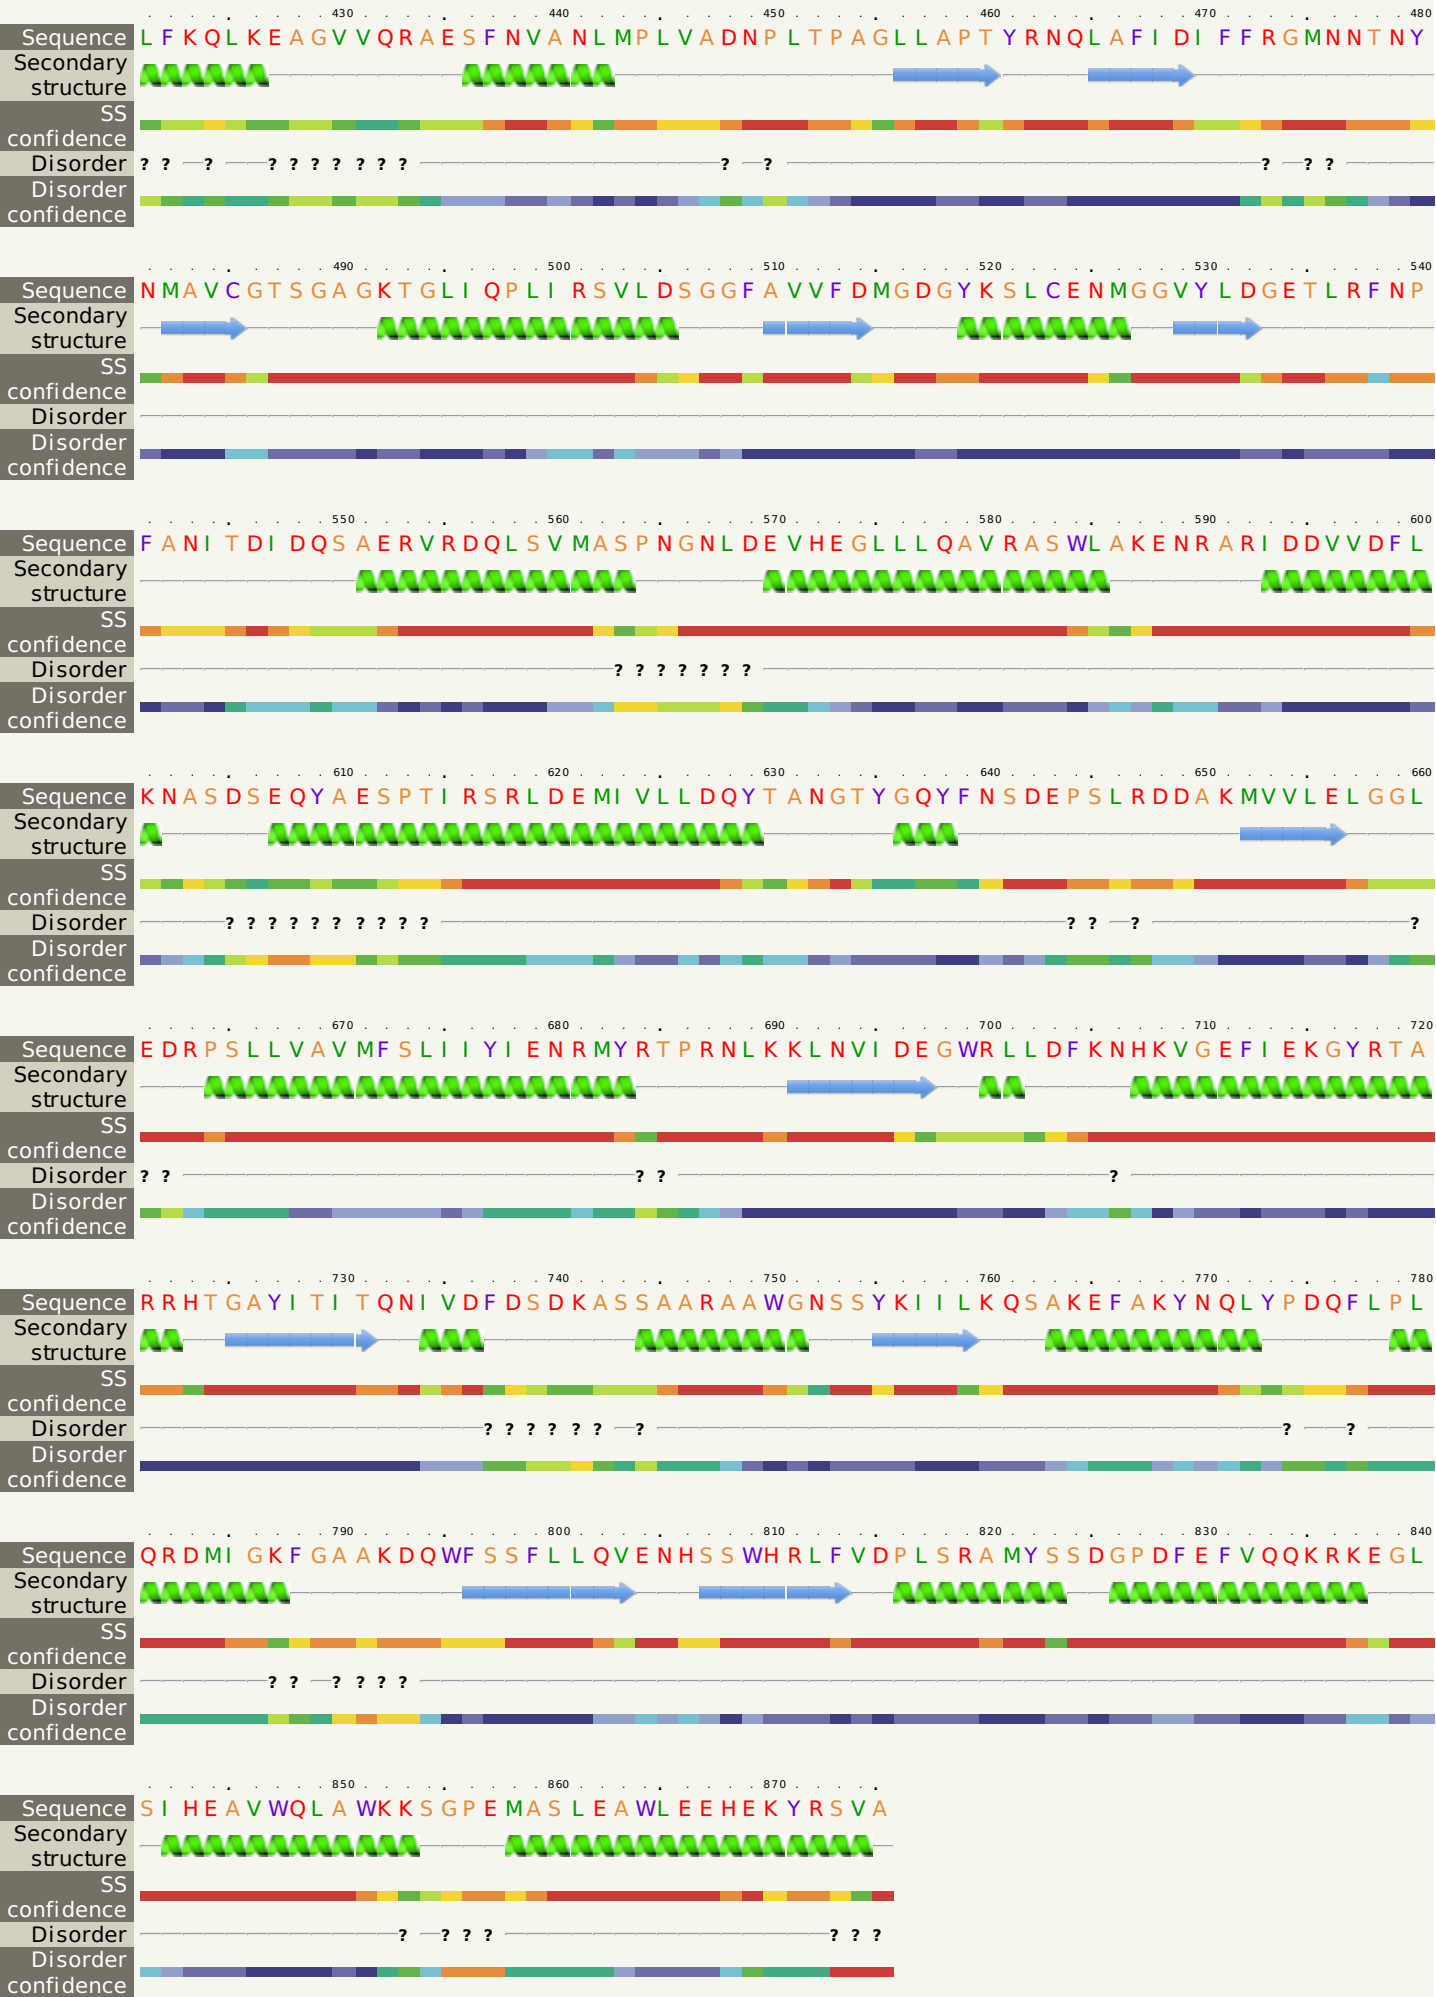 430 440 450 460 470 480
Sequence L F K Q L K E A G V V Q R A E S F N V A N L M P L V A D N P L T P A G L L A P T Y R N Q L A F I D I F F R G M N N T N Y
Secondary
structure
SS
confidence
Disorder ? ? ? ? ? ? ? ? ? ? ? ? ? ? ?
Disorder
confidence
490 500 510 520 530 540
Sequence N M A V C G T S G A G K T G L I Q P L I R S V L D S G G F A V V F D M G D G Y K S L C E N M G G V Y L D G E T L R F N P
Secondary
structure
SS
confidence
Disorder
Disorder
confidence
550 560 570 580 590 600
Sequence F A N I T D I D Q S A E R V R D Q L S V M A S P N G N L D E V H E G L L L Q A V R A S W L A K E N R A R I D D V V D F L
Secondary
structure
SS
confidence
Disorder ? ? ? ? ? ? ?
Disorder
confidence
610 620 630 640 650 660
Sequence K N A S D S E Q Y A E S P T I R S R L D E M I V L L D Q Y T A N G T Y G Q Y F N S D E P S L R D D A K M V V L E L G G L
Secondary
structure
SS
confidence
Disorder ? ? ? ? ? ? ? ? ? ? ? ? ? ?
Disorder
confidence
670 680 690 700 710 720
Sequence E D R P S L L V A V M F S L I I Y I E N R M Y R T P R N L K K L N V I D E G W R L L D F K N H K V G E F I E K G Y R T A
Secondary
structure
SS
confidence
Disorder ? ? ? ? ?
Disorder
confidence
730 740 750 760 770 780
Sequence R R H T G A Y I T I T Q N I V D F D S D K A S S A A R A A W G N S S Y K I I L K Q S A K E F A K Y N Q L Y P D Q F L P L
Secondary
structure
SS
confidence
Disorder ? ? ? ? ? ? ? ? ?
Disorder
confidence
790 800 810 820 830 840
Sequence Q R D M I G K F G A A K D Q W F S S F L L Q V E N H S S W H R L F V D P L S R A M Y S S D G P D F E F V Q Q K R K E G L
Secondary
structure
SS
confidence
Disorder ? ? ? ? ? ?
Disorder
confidence
850 860 870
Sequence S I H E A V W Q L A W K K S G P E M A S L E A W L E E H E K Y R S V A
Secondary
structure
SS
confidence
Disorder ? ? ? ? ? ? ?
Disorder
confidence